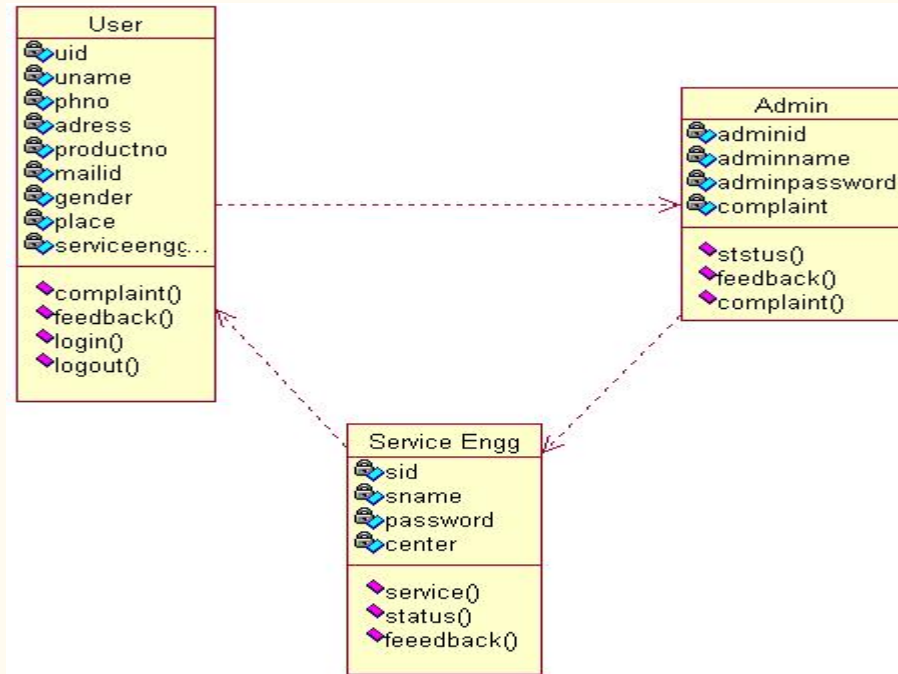 User
uid
uname
phno
adress
productno
mailid
gender
place
serviceengg...
complaint()
feedback()
login()
logout()
Admin
adminid
adminname
adminpassword
complaint
ststus()
feedback()
complaint()
Service Engg
sid
sname
password
center
service()
status()
feeedback()